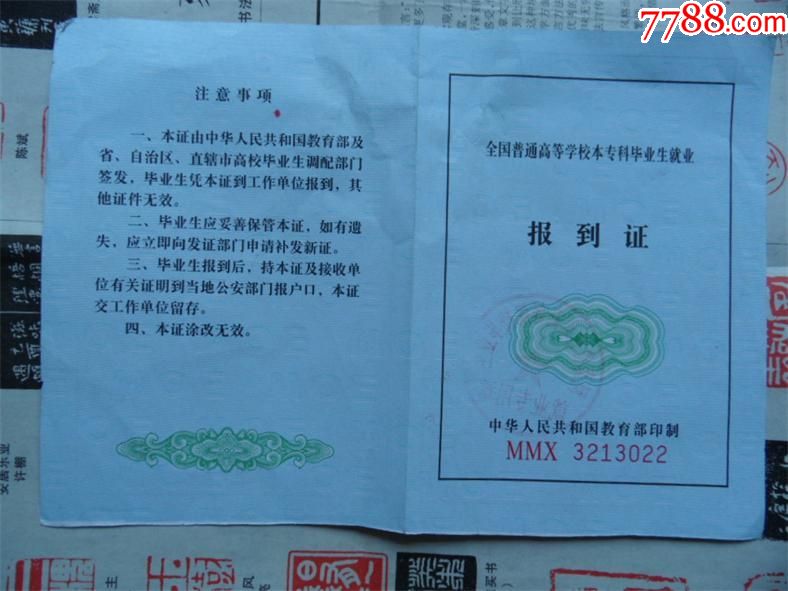 7788.com
注意事项
一、本证由中华人民共和国教育部及
省、自治区、直辖市高校毕业生调配部门
签发，毕业生凭本证到工作单位报到，其
他证件无效。
二、毕业生应妥善保管本证，如有遗
失，应立即向发证部门申请补发新证。
三、毕业生报到后，持本证及接收单
位有关证明到当地公安部门报户口，本证
交工作单位留存。
四、本证涂改无效。
全国普通高等学校本专科毕业生就业
报到证
中华人民共和国教育部印制
MMX 3213022
陈斌
安居乐业
许棚